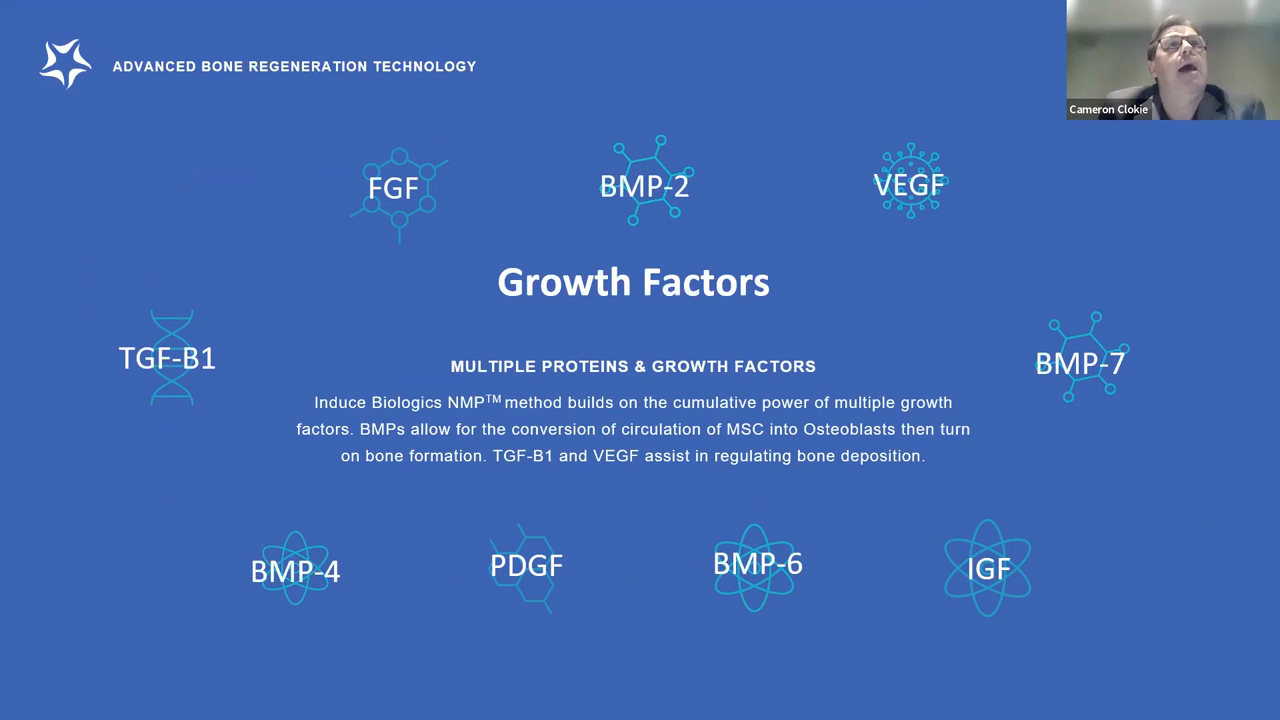 ADVANCED BONE REGENERATION TECHNOLOGY
Cameron Clokie
FGF
BMP-2
VEGF
Growth Factors
TGF-B1
BMP-7
MULTIPLE PROTEINS & GROWTH FACTORS
Induce Biologics NMP™ method builds on the cumulative power of multiple growth
factors. BMPs allow for the conversion of circulation of MSC into Osteoblasts then turn
on bone formation. TGF-B1 and VEGF assist in regulating bone deposition.
BMP-4
PDGF
BMP-6
IGF